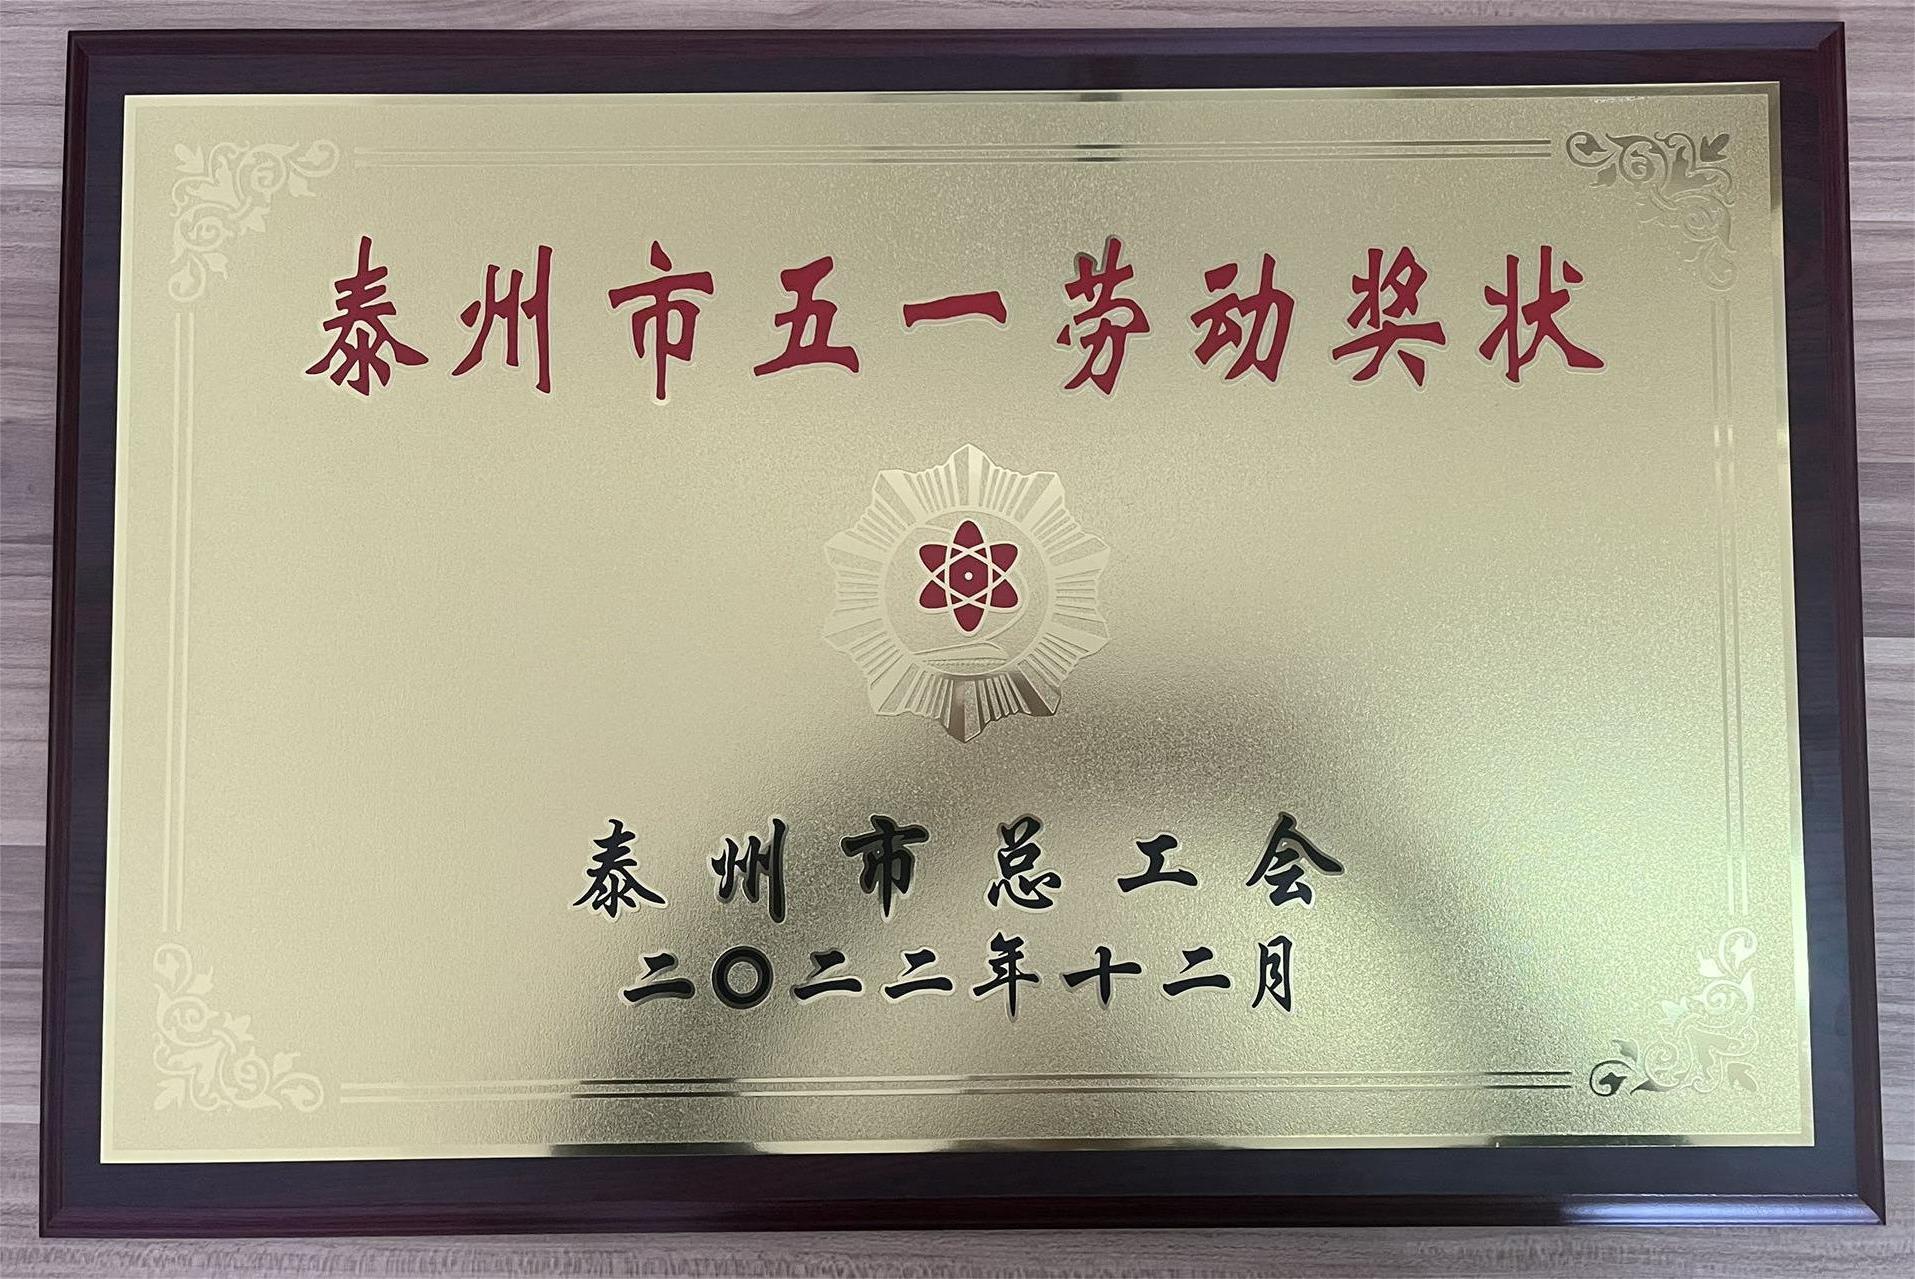 泰州市五一劳动奖状
泰州市总工会
二〇二二年十二月